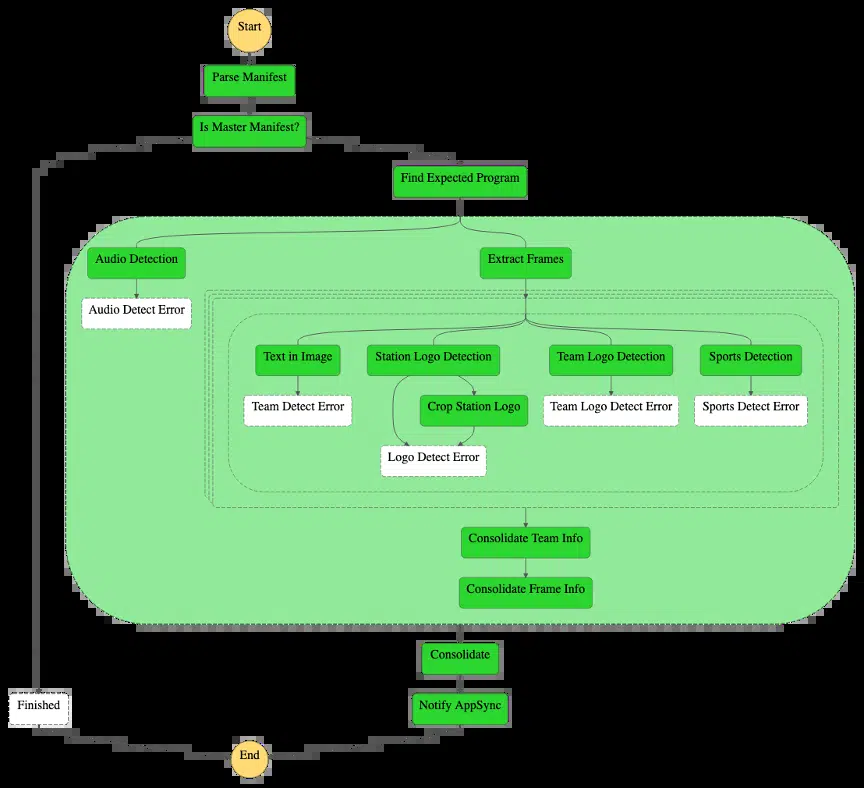 Start
Parse Manifest
Is Master Manifest?
Find Expected Program
Audio Detection
Extract Frames
Audio Detect Error
Text in Image
Station Logo Detection
Team Logo Detection
Sports Detection
Team Detect Error
Crop Station Logo
Team Logo Detect Error
Sports Detect Error
Logo Detect Error
Consolidate Team Info
Consolidate Frame Info
Consolidate
Finished
Notify AppSync
End